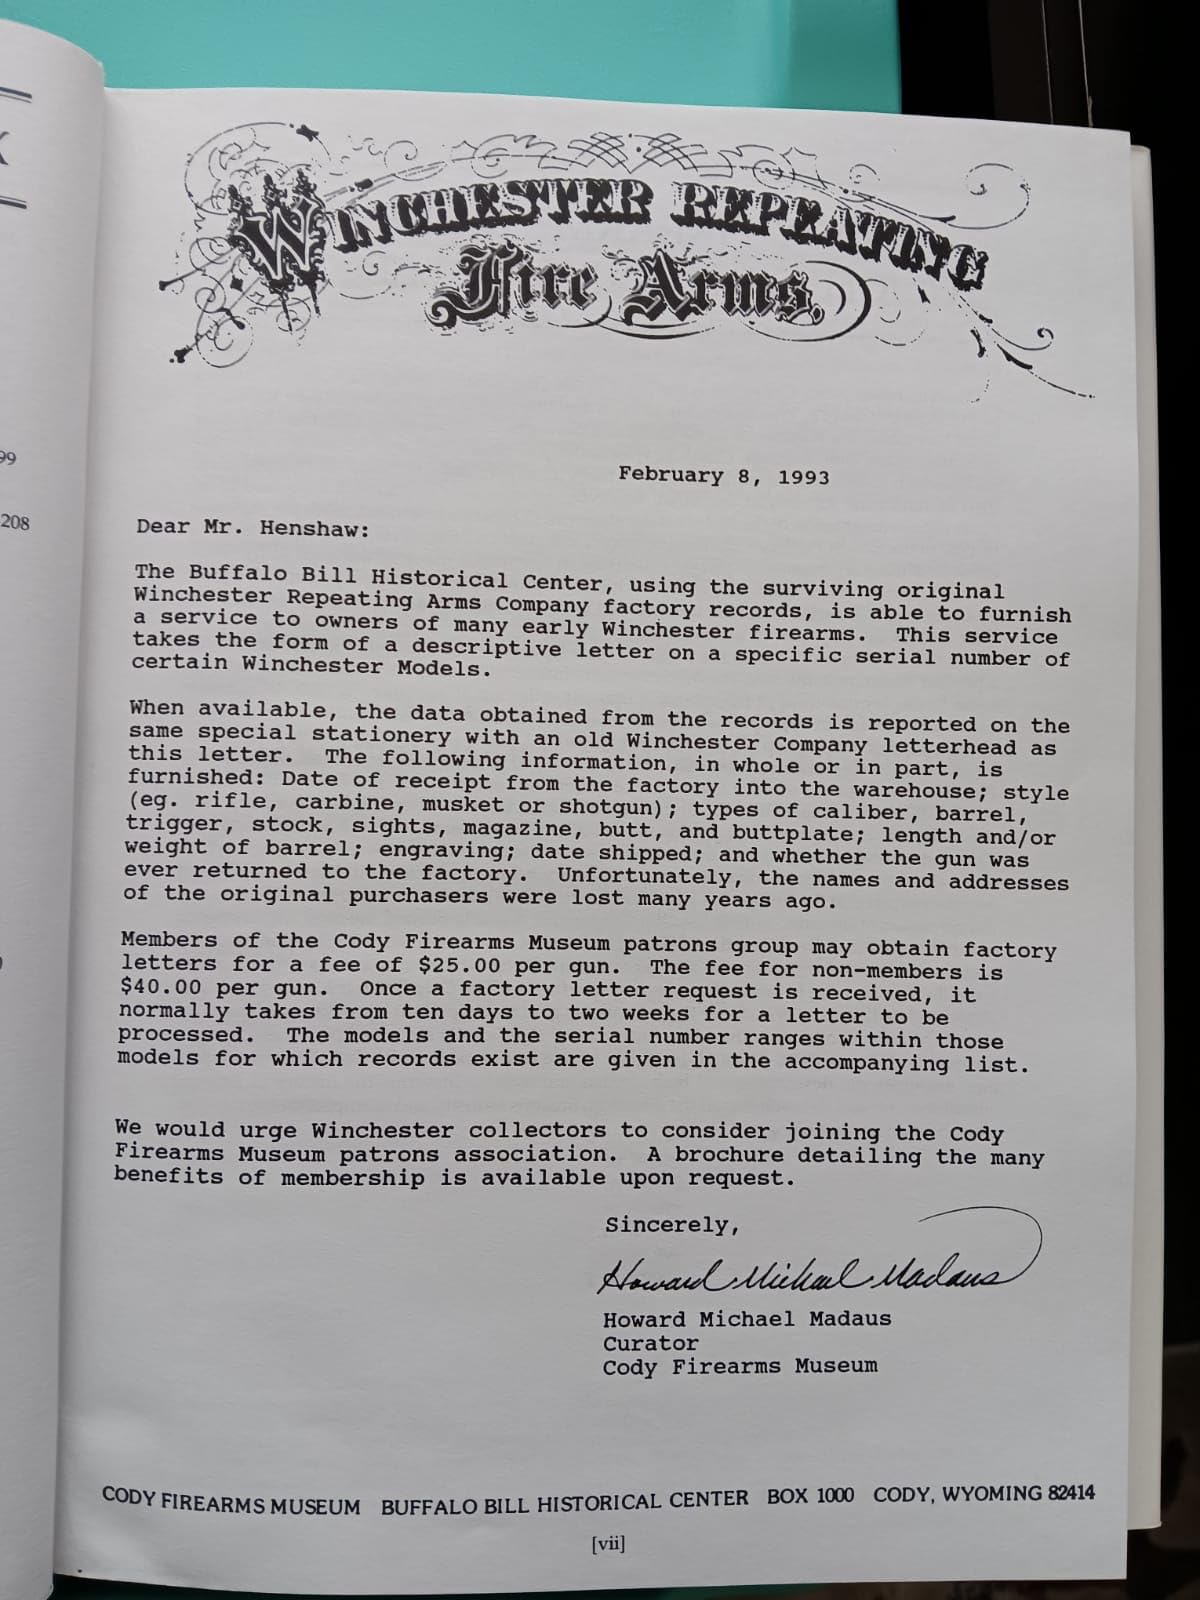 K
99
208
WINCHESTER REPEATING
Fire Arms,
February 8, 1993
Dear Mr. Henshaw:
The Buffalo Bill Historical Center, using the surviving original
Winchester Repeating Arms Company factory records, is able to furnish
a service to owners of many early Winchester firearms. This service
takes the form of a descriptive letter on a specific serial number of
certain Winchester Models.
When available, the data obtained from the records is reported on the
same special stationery with an old Winchester Company letterhead as
this letter. The following information, in whole or in part, is
furnished: Date of receipt from the factory into the warehouse; style
(eg. rifle, carbine, musket or shotgun); types of caliber, barrel,
trigger, stock, sights, magazine, butt, and buttplate; length and/or
weight of barrel; engraving; date shipped; and whether the gun was
ever returned to the factory. Unfortunately, the names and addresses
of the original purchasers were lost many years ago.
Members of the Cody Firearms Museum patrons group may obtain factory
letters for a fee of $25.00 per gun. The fee for non-members is
$40.00 per gun. Once a factory letter request is received, it
normally takes from ten days to two weeks for a letter to be
processed. The models and the serial number ranges within those
models for which records exist are given in the accompanying list.
We would urge Winchester collectors to consider joining the Cody
Firearms Museum patrons association. A brochure detailing the many
benefits of membership is available upon request.
Sincerely,
Howard Michael Madaus
Howard Michael Madaus
Curator
Cody Firearms Museum
CODY FIREARMS MUSEUM BUFFALO BILL HISTORICAL CENTER BOX 1000 CODY, WYOMING 82414
[vii]